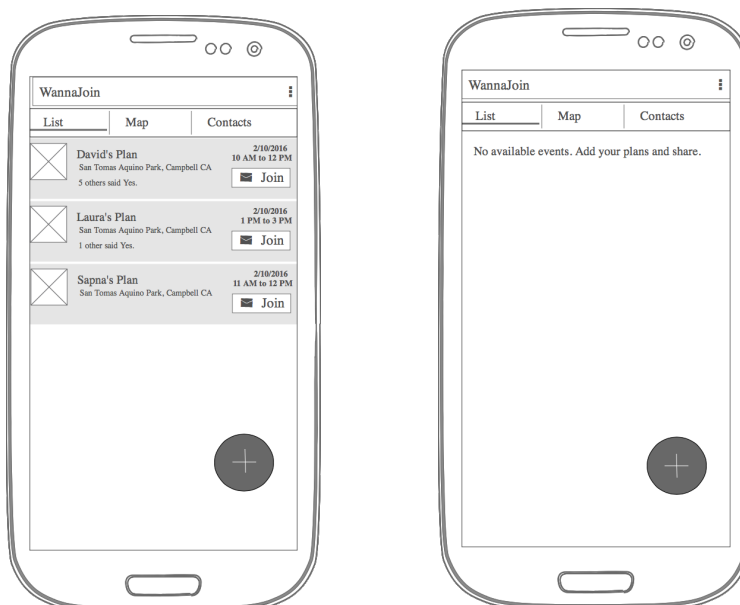 WannaJoin
List Map Contacts
David's Plan
San Tomas Aquino Park, Campbell CA
5 others said Yes.
2/10/2016
10 AM to 12 PM
Join
Laura's Plan
San Tomas Aquino Park, Campbell CA
1 other said Yes.
2/10/2016
1 PM to 3 PM
Join
Sapna's Plan
San Tomas Aquino Park, Campbell CA
2/10/2016
11 AM to 12 PM
Join
WannaJoin
List Map Contacts
No available events. Add your plans and share.